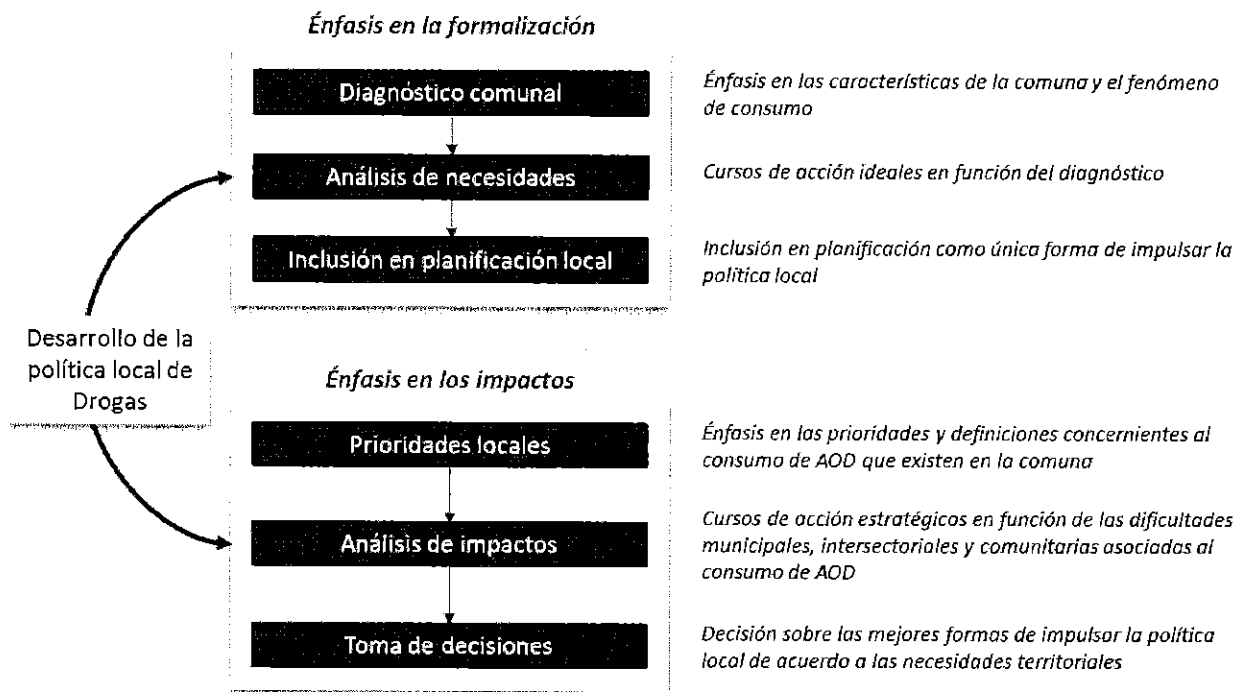 Énfasis en la formalización
Diagnóstico comunal
Énfasis en las características de la comuna y el fenómeno
de consumo
Análisis de necesidades
Cursos de acción ideales en función del diagnóstico
Inclusión en planificación local
Inclusión en planificación como única forma de impulsar la
política local
Desarrollo de la
política local de
Drogas
Énfasis en los impactos
Prioridades locales
Énfasis en las prioridades y definiciones concernientes al
consumo de AOD que existen en la comuna
Análisis de impactos
Cursos de acción estratégicos en función de las dificultades
municipales, intersectoriales y comunitarias asociadas al
consumo de AOD
Toma de decisiones
Decisión sobre las mejores formas de impulsar la política
local de acuerdo a las necesidades territoriales